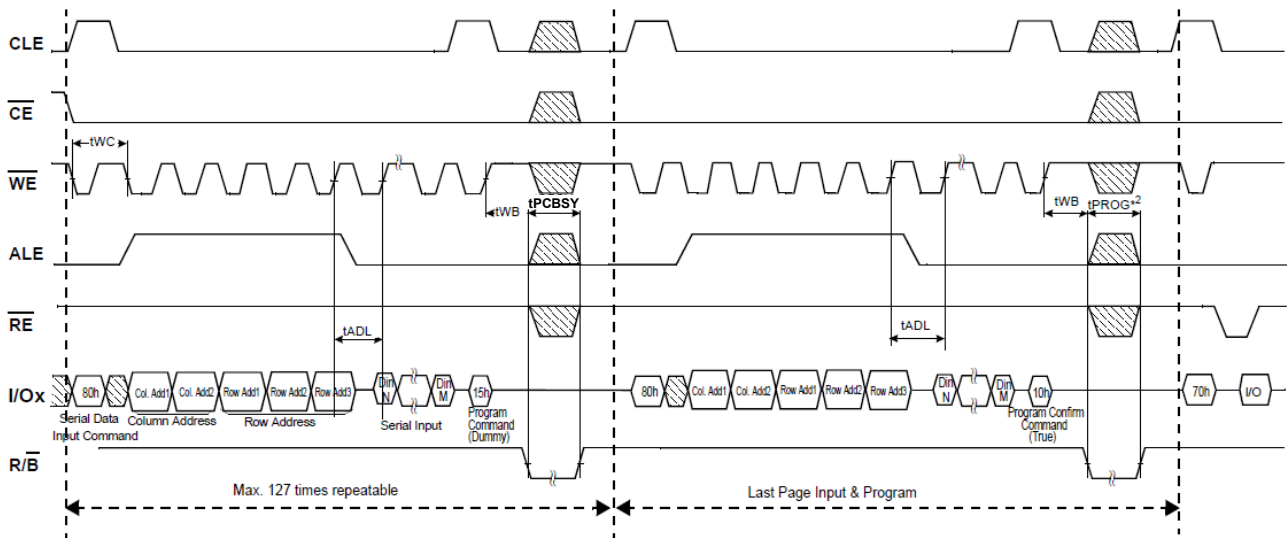 CLE
CE
tWC
WE
tWB
tPCBSY
tWB
tPROG*2
ALE
RE
tADL
tADL
I/Ox
80h
Col. Add1
Col. Add2
Row Add1
Row Add2
Row Add3
Din
N
Din
M
15h
80h
Col. Add1
Col. Add2
Row Add1
Row Add2
Row Add3
Din
N
Din
M
10h
70h
I/O
Serial Data
Input Command
Column Address
Row Address
Serial Input
Program
Command
(Dummy)
Program Confirm
Command
(True)
R/B
Max. 127 times repeatable
Last Page Input & Program